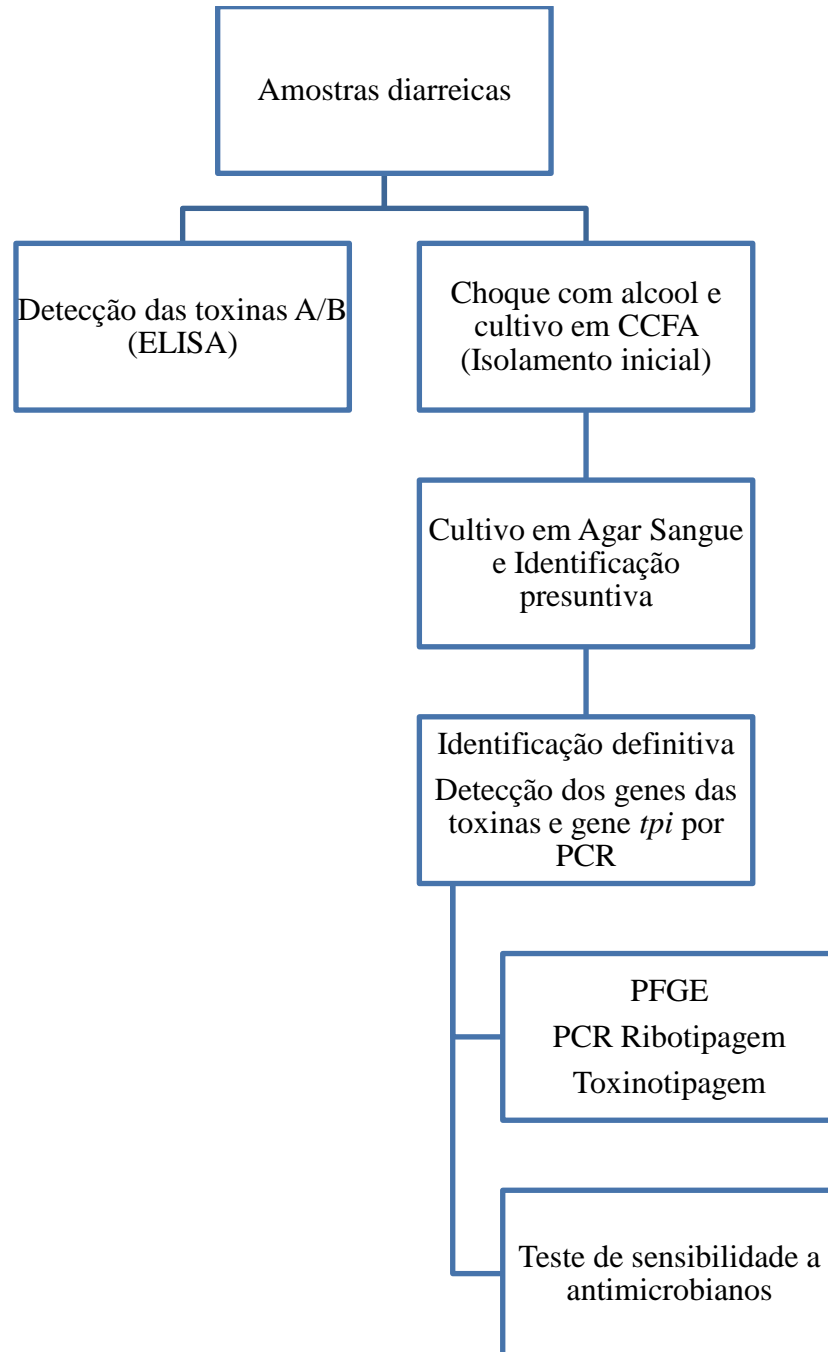 Amostras diarreicas
Detecção das toxinas A/B
(ELISA)
Choque com alcool e
cultivo em CCFA
(Isolamento inicial)
Cultivo em Agar Sangue
e Identificação
presuntiva
Identificação definitiva
Detecção dos genes das
toxinas e gene tpi por
PCR
PFGE
PCR Ribotipagem
Toxinotipagem
Teste de sensibilidade a
antimicrobianos